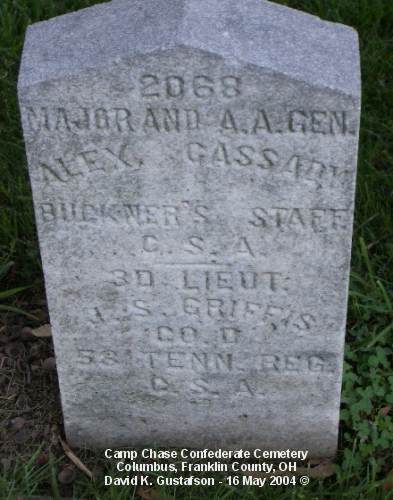 2068
MAJOR AND A.A. GEN.
ALEX. CASSADY
BUCKNER'S STAFF
C. S. A.
3D LIEUT.
J. S. GRIFFIS
CO D
53 TENN. REG.
C. S. A.
Camp Chase Confederate Cemetery
Columbus, Franklin County, OH
David K. Gustafson - 16 May 2004 ©